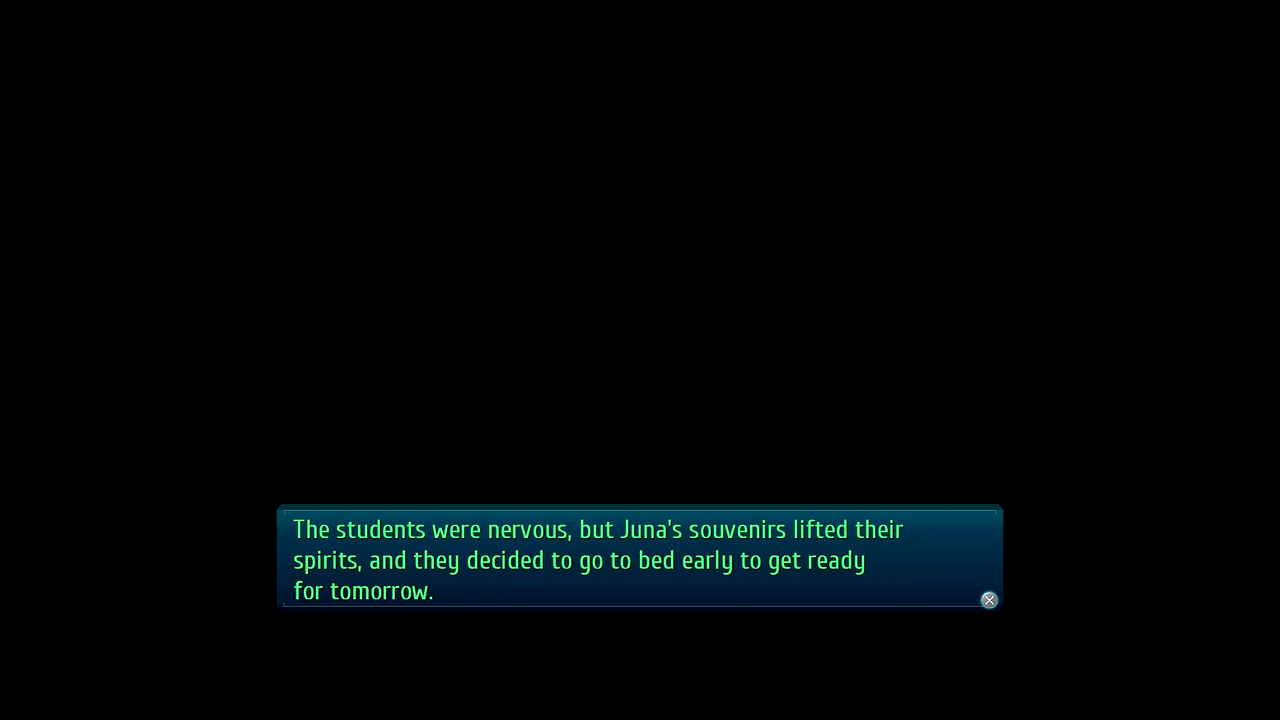 The students were nervous, but Juna's souvenirs lifted their
spirits, and they decided to go to bed early to get ready
for tomorrow.